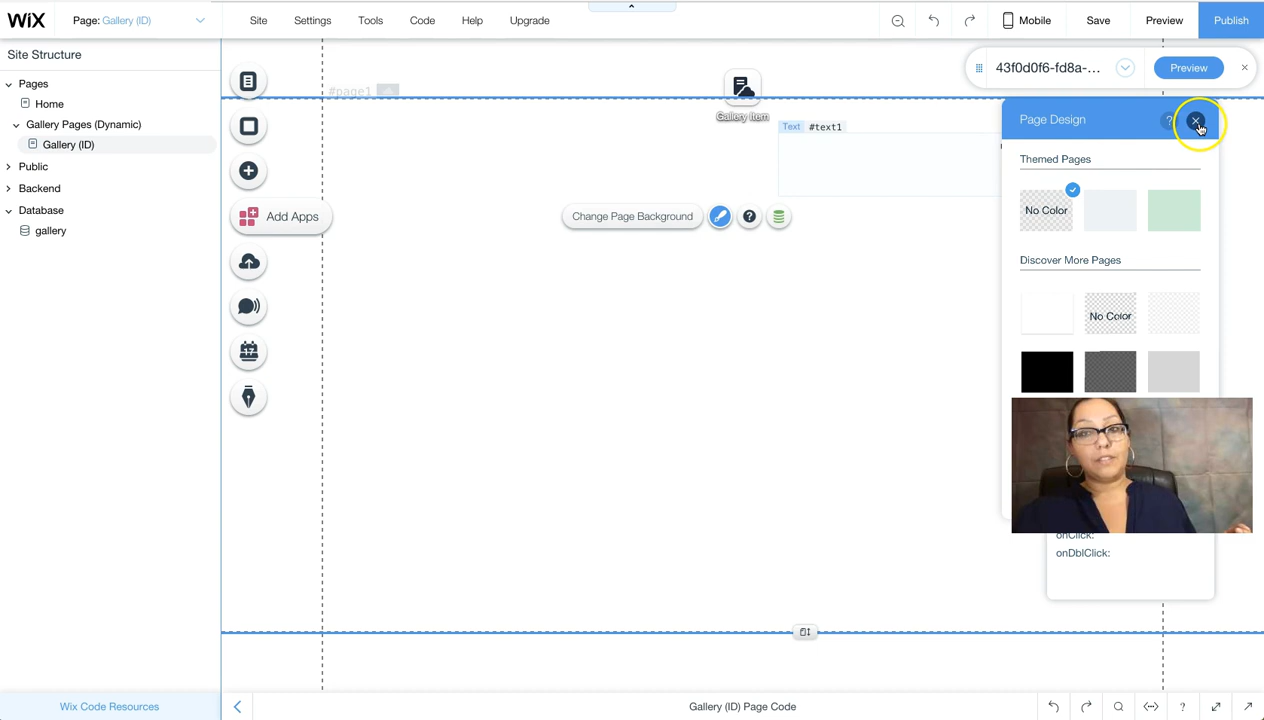 WiX Page: Gallery (ID) Site Settings Tools Code Help Upgrade Mobile Save Preview Publish
Site Structure
Pages
Home
Gallery Pages (Dynamic)
Gallery (ID)
Public
Backend
Database
gallery
43f0d0f6-fd8a-... Preview
#page1
Gallery Item
Text #text1
Add Apps
17
Change Page Background ?
Page Design ?
Themed Pages
No Color
Discover More Pages
No Color
onClick:
onDblClick:
Wix Code Resources
Gallery (ID) Page Code
?